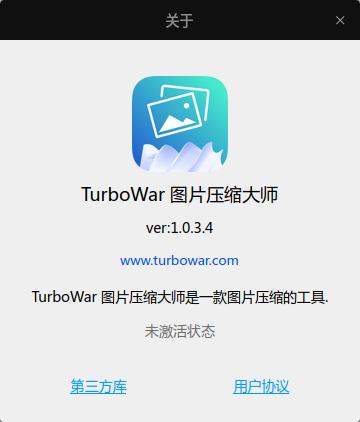 关于
TurboWar 图片压缩大师
ver:1.0.3.4
www.turbowar.com
TurboWar 图片压缩大师是一款图片压缩的工具.
未激活状态
第三方库 用户协议